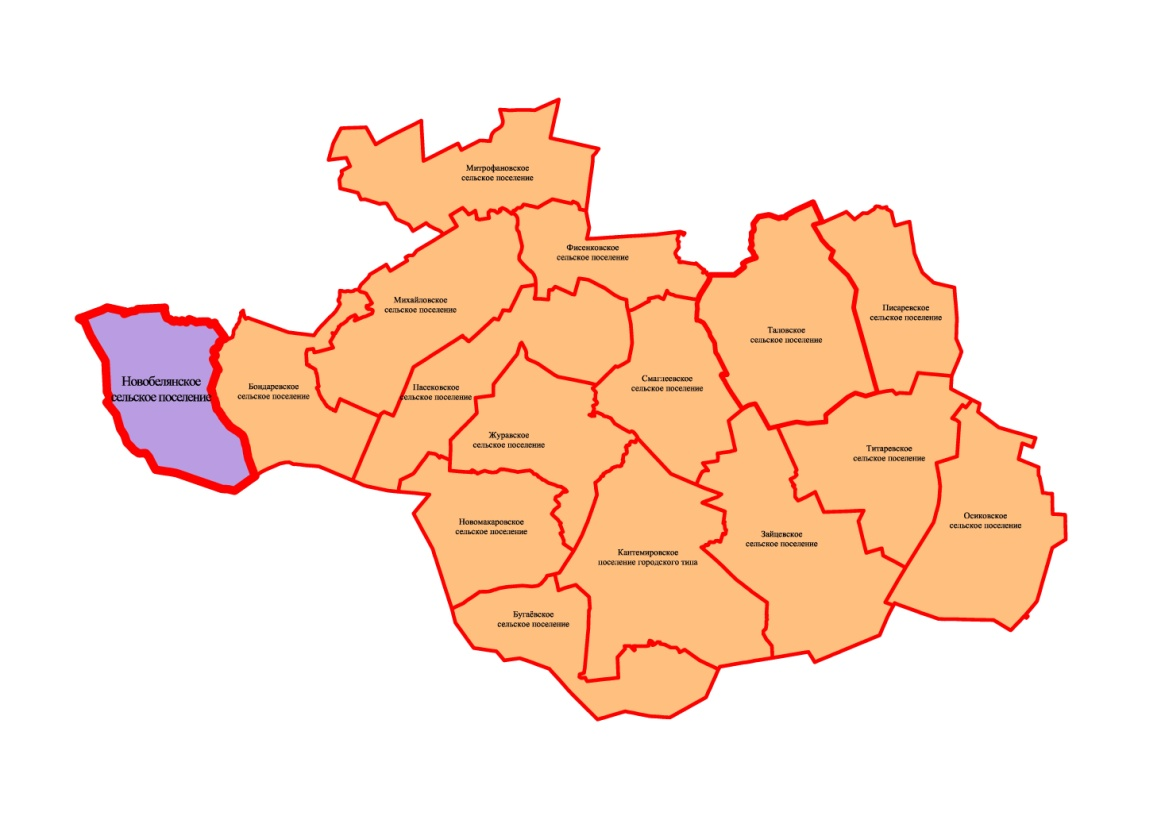 Митрофановское
сельское поселение
Фисенковское
сельское поселение
Михайловское
сельское поселение
Писаревское
сельское поселение
Таловское
сельское поселение
Новобелянское
сельское поселение
Бондаревское
сельское поселение
Пасековское
сельское поселение
Смаглеевское
сельское поселение
Журавское
сельское поселение
Титаревское
сельское поселение
Новомакаровское
сельское поселение
Осиковское
сельское поселение
Зайцевское
сельское поселение
Кантемировское
поселение городского типа
Бугаёвское
сельское поселение